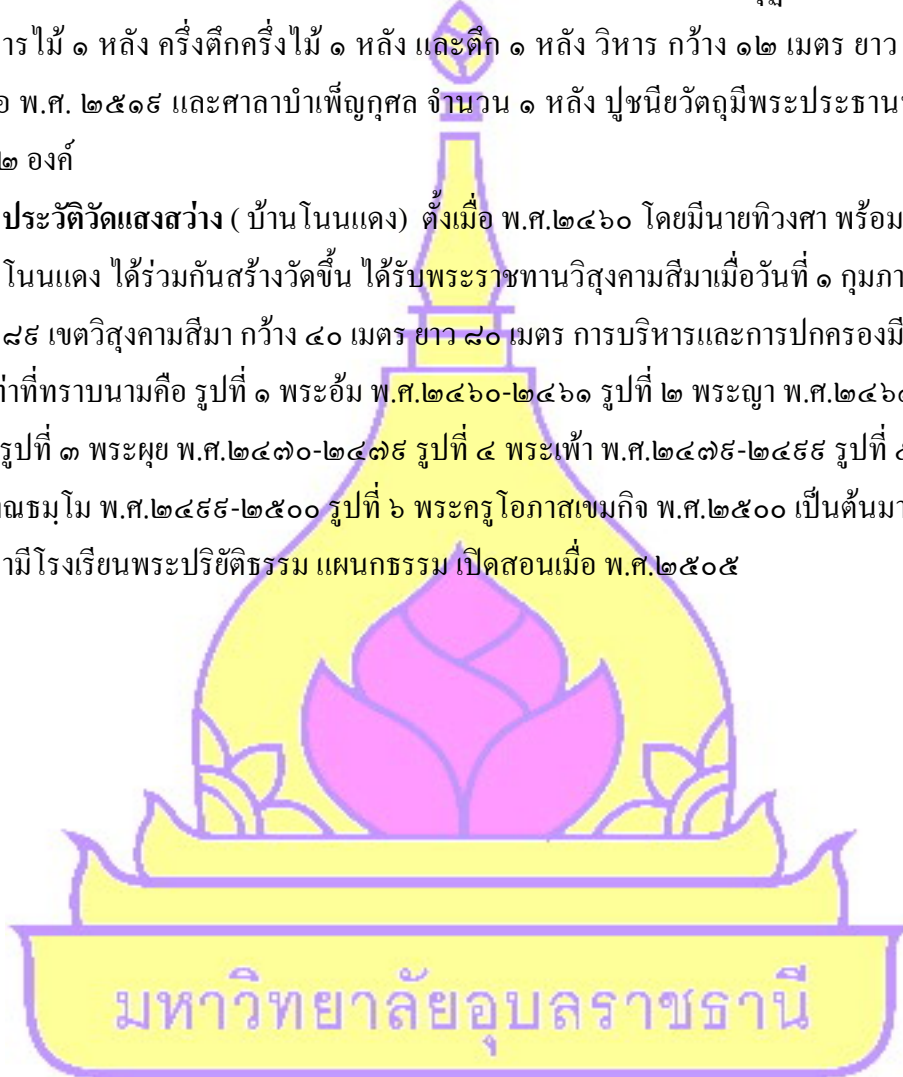 ารไม้ ๑ หลัง ครึ่งตึกครึ่งไม้ ๑ หลัง และตึก ๑ หลัง วิหาร กว้าง ๑๒ เมตร ยาว
อ พ.ศ. ๒๕๑๙ และศาลาบำเพ็ญกุศล จำนวน ๑ หลัง ปูชนียวัตถุมีพระประธาน
๒ องค์
ประวัติวัดแสงสว่าง ( บ้านโนนแดง) ตั้งเมื่อ พ.ศ.๒๔๖๐ โดยมีนายทิวงศา พร้อม
โนนแดง ได้ร่วมกันสร้างวัดขึ้น ได้รับพระราชทานวิสุงคามสีมาเมื่อวันที่ ๑ กุมภา
๘๙ เขตวิสุงคามสีมา กว้าง ๔๐ เมตร ยาว ๘๐ เมตร การบริหารและการปกครองมี
ท่าที่ทราบนามคือ รูปที่ ๑ พระอ้ม พ.ศ.๒๔๖๐-๒๔๖๑ รูปที่ ๒ พระญา พ.ศ.๒๔๖
รูปที่ ๓ พระผุย พ.ศ.๒๔๗๐-๒๔๗๙ รูปที่ ๔ พระเพ้า พ.ศ.๒๔๗๙-๒๔๙๙ รูปที่ ๕
ณธมฺโม พ.ศ.๒๔๙๙-๒๕๐๐ รูปที่ ๖ พระครูโอภาสเขมกิจ พ.ศ.๒๕๐๐ เป็นต้นมา
ามีโรงเรียนพระปริยัติธรรม แผนกธรรม เปิดสอนเมื่อ พ.ศ.๒๕๐๕
มหาวิทยาลัยอุบลราชธานี